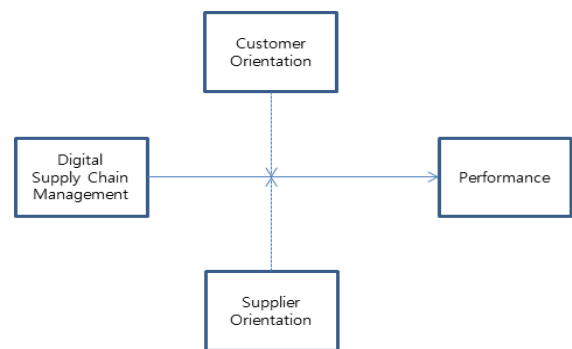 Customer
Orientation
Digital
Supply Chain
Management
Performance
Supplier
Orientation